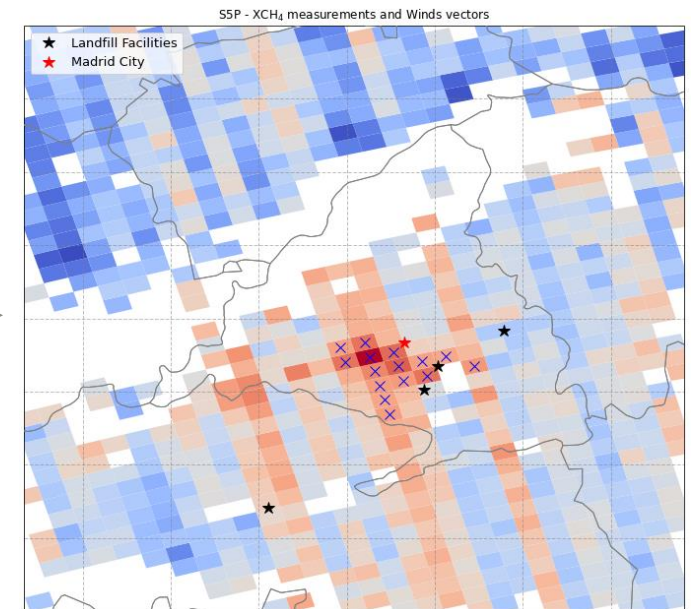 S5P - XCH₄ measurements and Winds vectors
Landfill Facilities
Madrid City